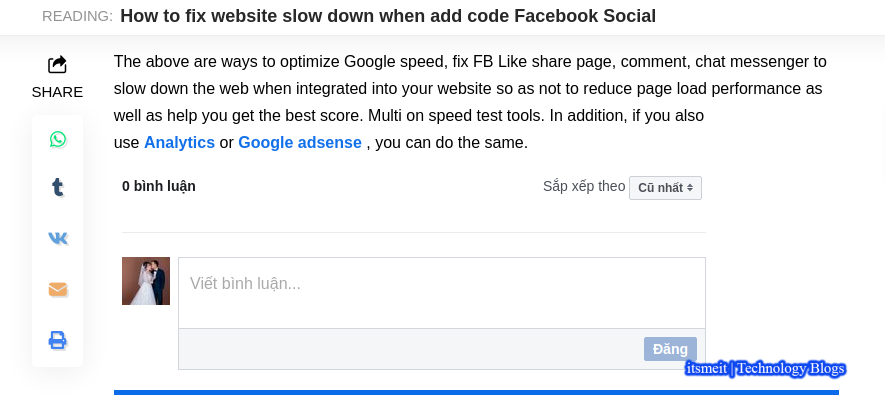 READING: How to fix website slow down when add code Facebook Social
SHARE
The above are ways to optimize Google speed, fix FB Like share page, comment, chat messenger to
slow down the web when integrated into your website so as not to reduce page load performance as
well as help you get the best score. Multi on speed test tools. In addition, if you also
use Analytics or Google adsense , you can do the same.
0 bình luận
Sắp xếp theo Cũ nhất
Viết bình luận...
Đăng
itsmeit | Technology Blogs